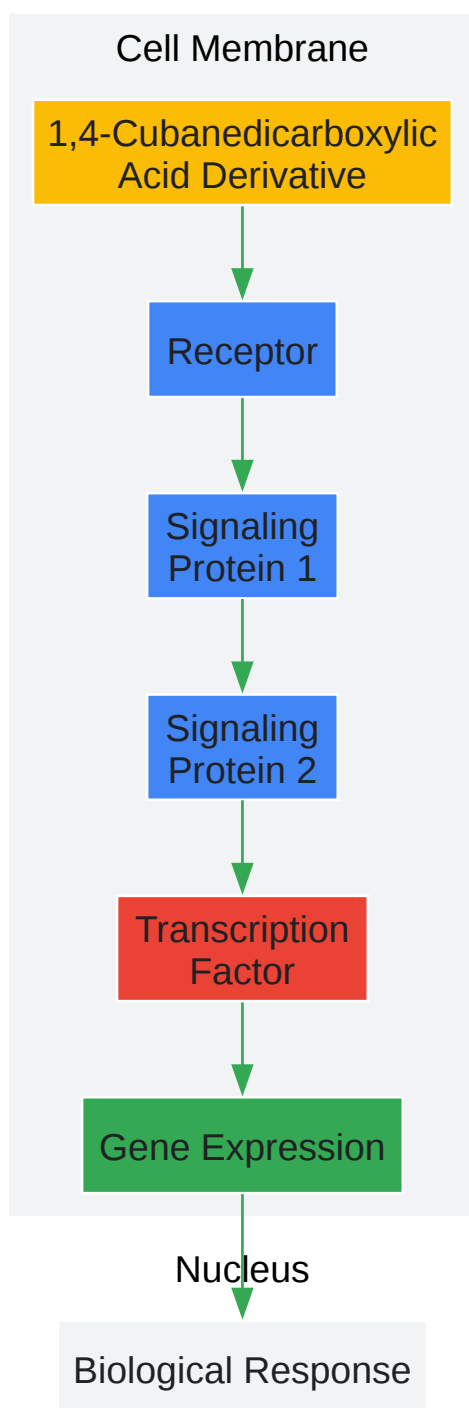 Cell Membrane
1,4-Cubanedicarboxylic
Acid Derivative
Receptor
Signaling
Protein 1
Signaling
Protein 2
Transcription
Factor
Gene Expression
Nucleus
Biological Response